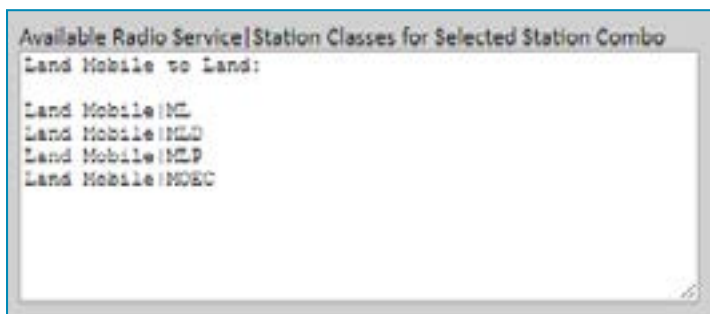 Available Radio Service|Station Classes for Selected Station Combo
Land Mobile to Land:
Land Mobile|ML
Land Mobile|MLD
Land Mobile|MLP
Land Mobile|MOEC